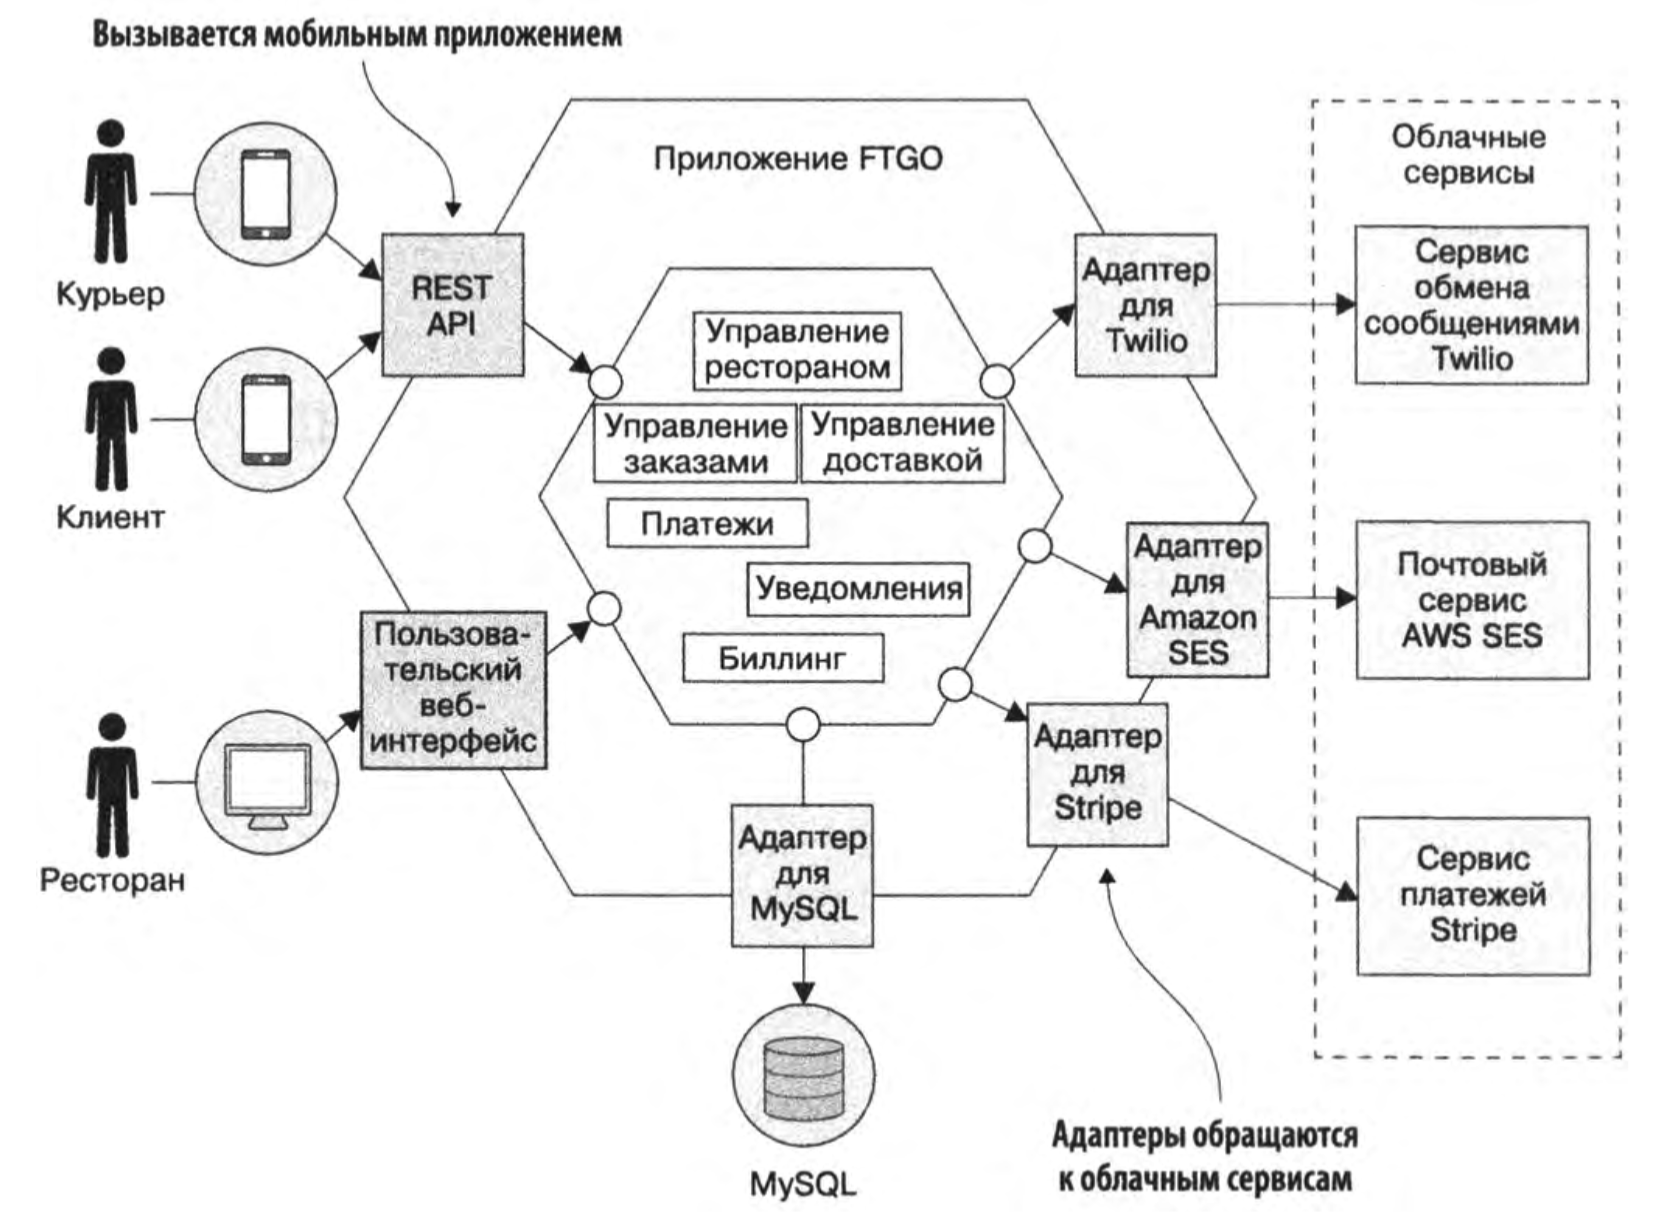 Вызывается мобильным приложением
Приложение FTGO
Облачные
сервисы
Курьер
REST
API
Адаптер
для
Twilio
Сервис
обмена
сообщениями
Twilio
Управление
рестораном
Управление
заказами
Управление
доставкой
Клиент
Платежи
Уведомления
Биллинг
Адаптер
для
Amazon
SES
Почтовый
сервис
AWS SES
Пользова-
тельский
веб-
интерфейс
Ресторан
Адаптер
для
Stripe
Адаптер
для
MySQL
Сервис
платежей
Stripe
MySQL
Адаптеры обращаются
к облачным сервисам